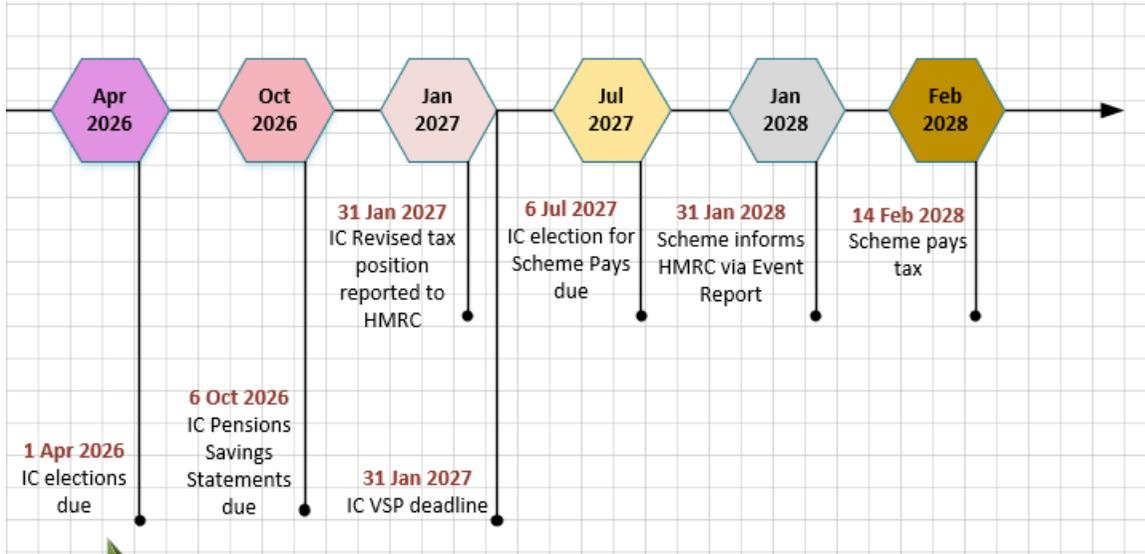 Apr
2026
Oct
2026
Jan
2027
Jul
2027
Jan
2028
Feb
2028
31 Jan 2027
IC Revised tax
position
reported to
HMRC
6 Jul 2027
IC election for
Scheme Pays
due
31 Jan 2028
Scheme informs
HMRC via Event
Report
14 Feb 2028
Scheme pays
tax
1 Apr 2026
IC elections
due
6 Oct 2026
IC Pensions
Savings
Statements
due
31 Jan 2027
IC VSP deadline